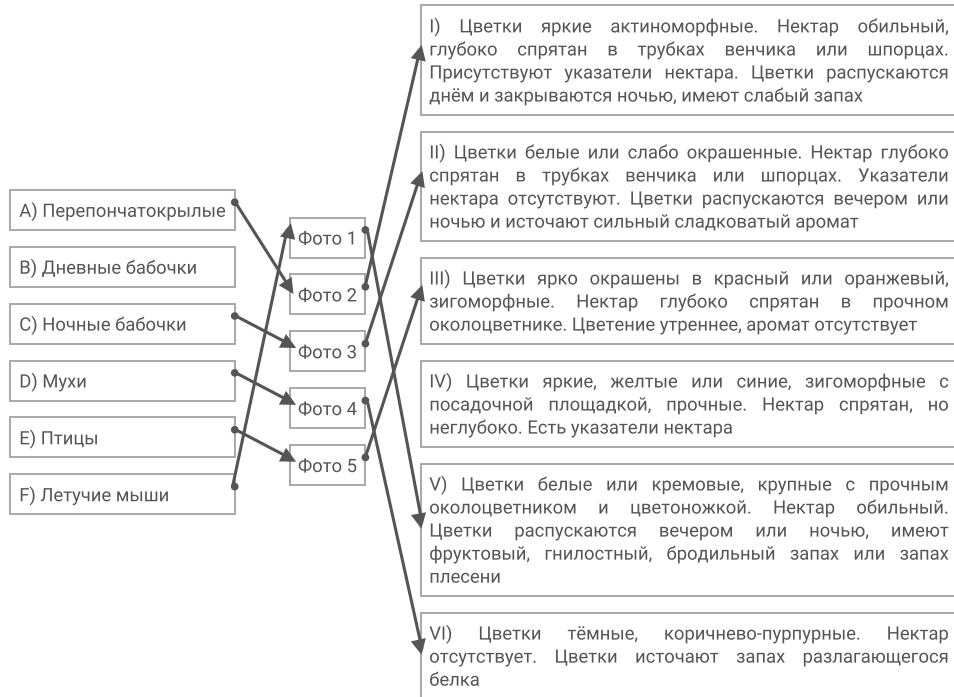 A) Перепончатокрылые
B) Дневные бабочки
C) Ночные бабочки
D) Мухи
E) Птицы
F) Летучие мыши
Фото 1
Фото 2
Фото 3
Фото 4
Фото 5
I) Цветки яркие актиноморфные. Нектар обильный,
глубоко спрятан в трубках венчика или шпорцах.
Присутствуют указатели нектара. Цветки распускаются
днём и закрываются ночью, имеют слабый запах
II) Цветки белые или слабо окрашенные. Нектар глубоко
спрятан в трубках венчика или шпорцах. Указатели
нектара отсутствуют. Цветки распускаются вечером или
ночью и источают сильный сладковатый аромат
III) Цветки ярко окрашены в красный или оранжевый,
зигоморфные. Нектар глубоко спрятан в прочном
околоцветнике. Цветение утреннее, аромат отсутствует
IV) Цветки яркие, желтые или синие, зигоморфные с
посадочной площадкой, прочные. Нектар спрятан, но
неглубоко. Есть указатели нектара
V) Цветки белые или кремовые, крупные с прочным
околоцветником и цветоножкой. Нектар обильный.
Цветки распускаются вечером или ночью, имеют
фруктовый, гнилостный, бродильный запах или запах
плесени
VI) Цветки тёмные, коричнево-пурпурные. Нектар
отсутствует. Цветки источают запах разлагающегося
белка